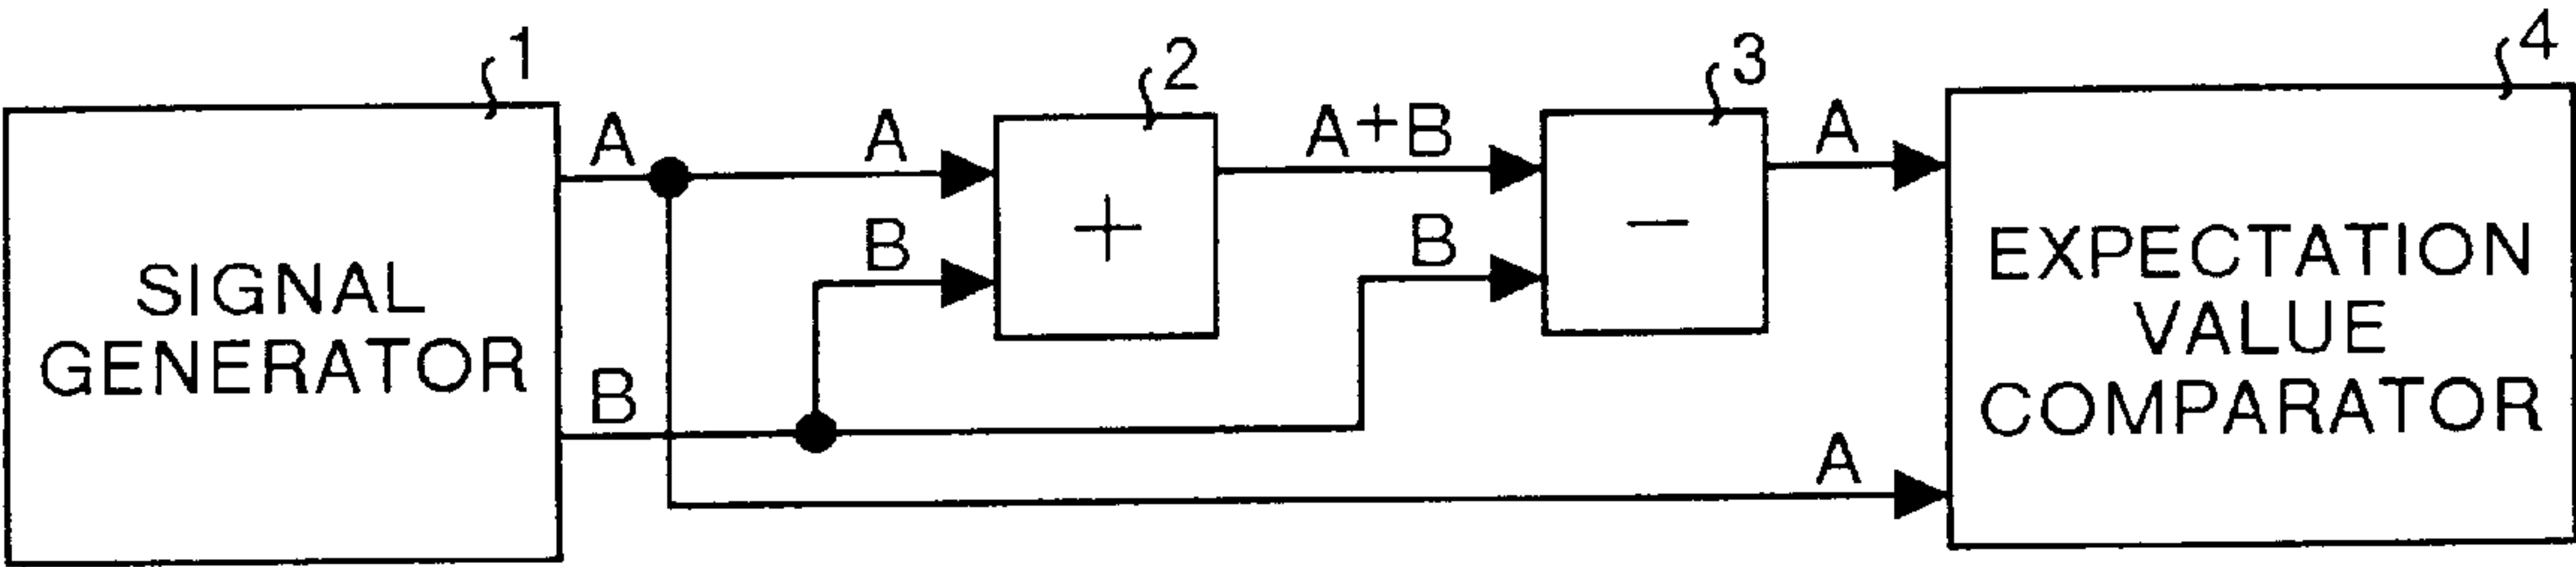 1
2
3
4
A
A
A+B
A
B
B
+
−
SIGNAL
GENERATOR
B
EXPECTATION
VALUE
COMPARATOR
A